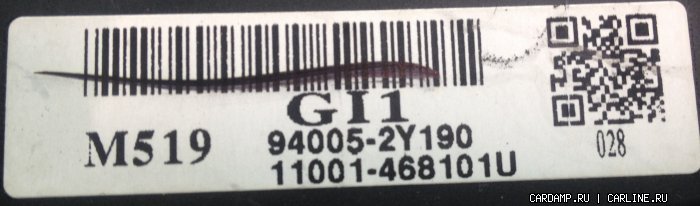 GI1
M519
94005-2Y190
11001-468101U
028
CARDAMP.RU | CARLINE.RU